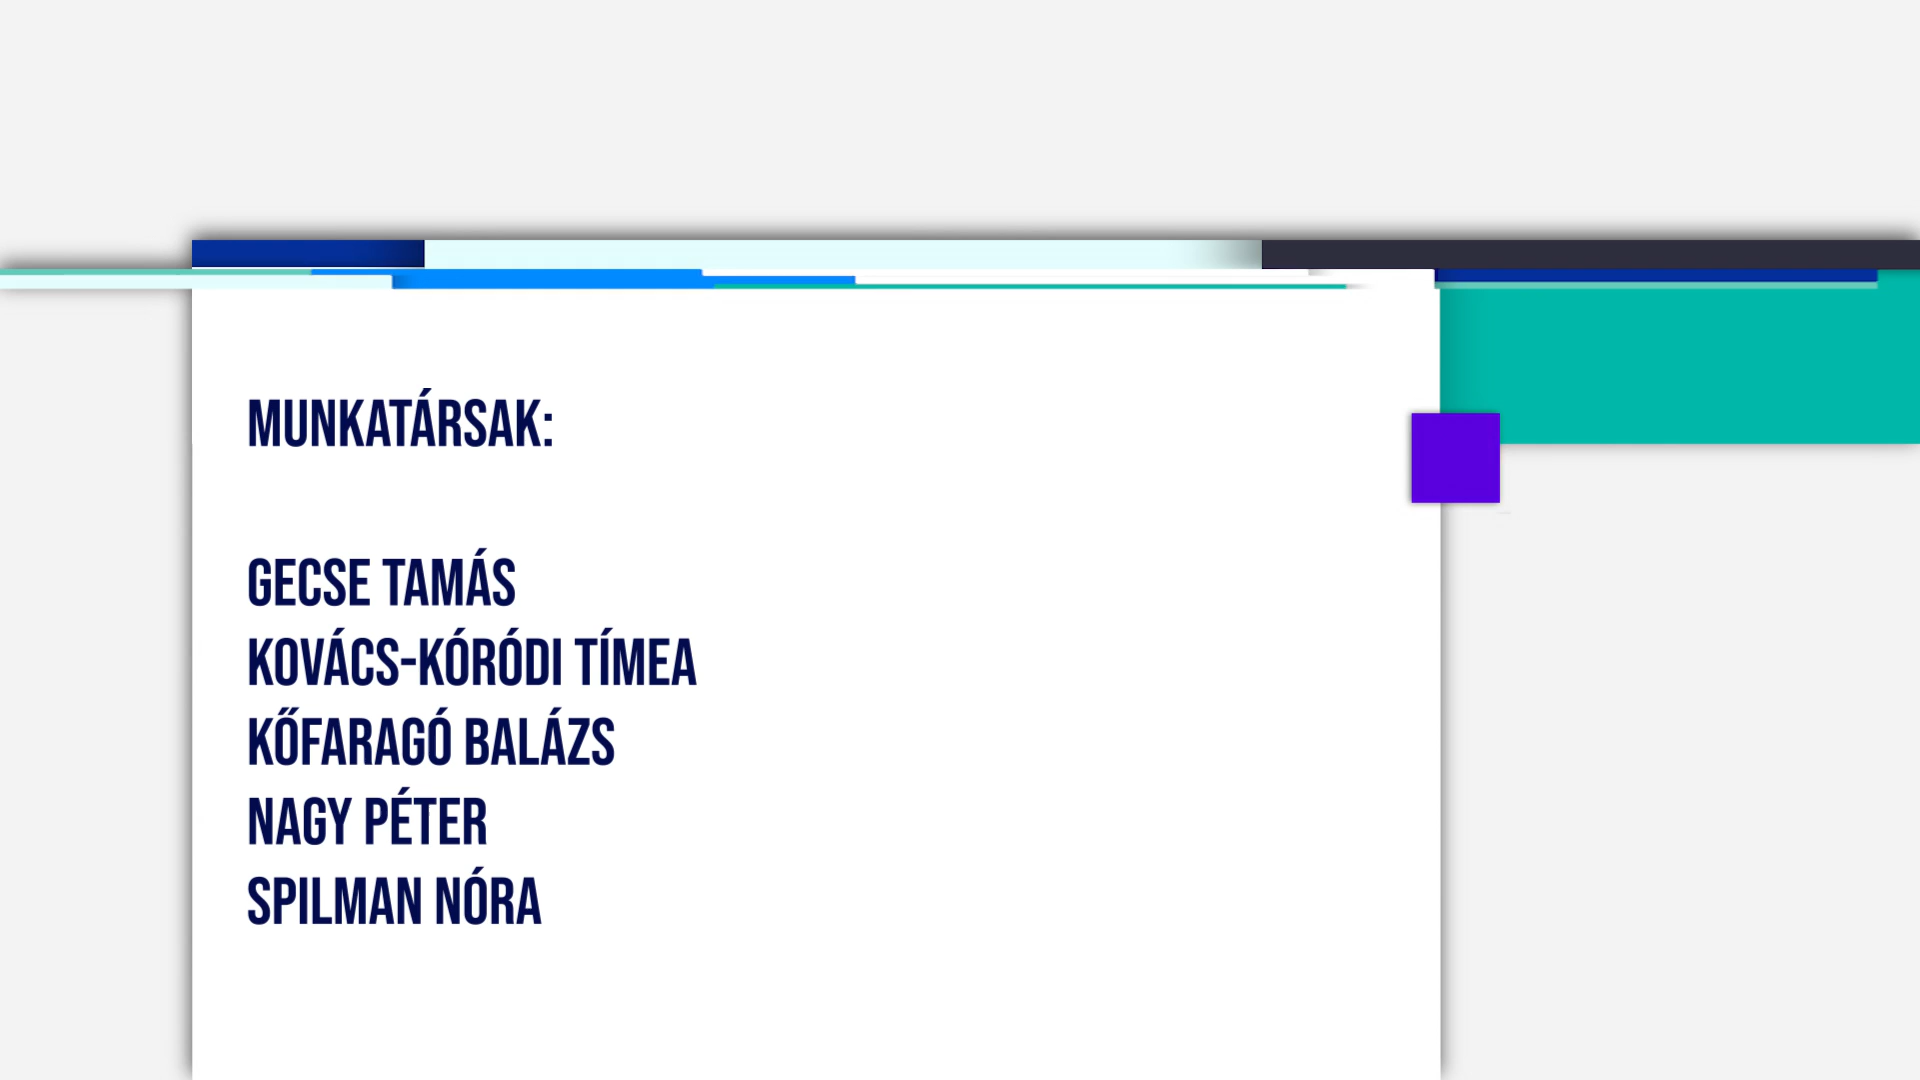 MUNKATÁRSAK:
GECSE TAMÁS
KOVÁCS-KÓRÓDI TÍMEA
KŐFARAGÓ BALÁZS
NAGY PÉTER
SPILMAN NÓRA